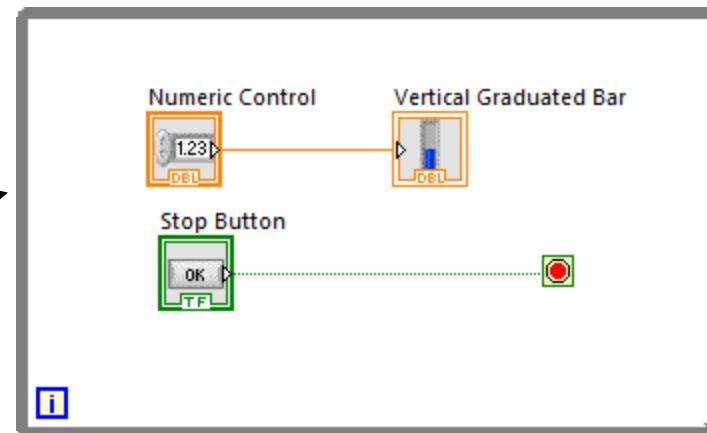 Numeric Control Vertical Graduated Bar
1.23
DBL DBL
Stop Button
OK
TF
i